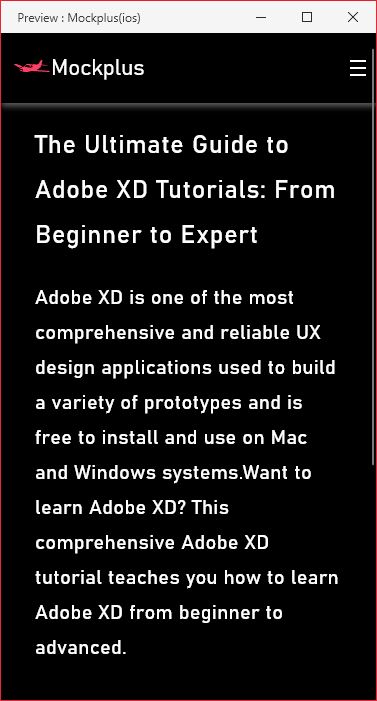 Preview : Mockplus(ios)
Mockplus
The Ultimate Guide to
Adobe XD Tutorials: From
Beginner to Expert
Adobe XD is one of the most
comprehensive and reliable UX
design applications used to build
a variety of prototypes and is
free to install and use on Mac
and Windows systems.Want to
learn Adobe XD? This
comprehensive Adobe XD
tutorial teaches you how to learn
Adobe XD from beginner to
advanced.